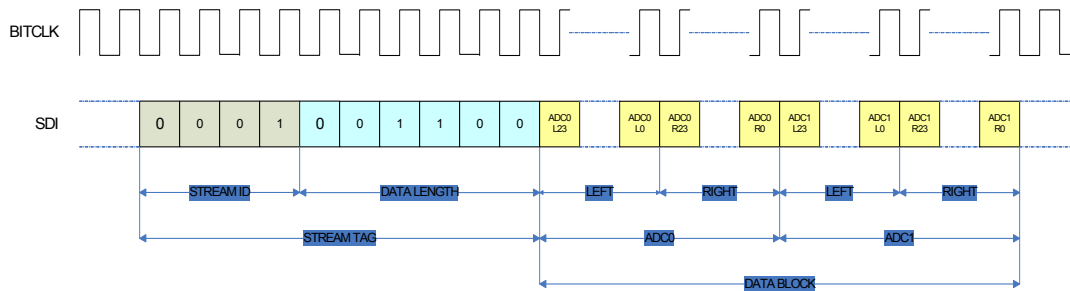 BITCLK
SDI
0 0 0 1 0 0 1 1 0 0
ADC0 L23
ADC0 L0
ADC0 R23
ADC0 R0
ADC1 L23
ADC1 L0
ADC1 R23
ADC1 R0
STREAM ID DATA LENGTH LEFT RIGHT LEFT RIGHT
STREAM TAG ADC0 ADC1
DATA BLOCK